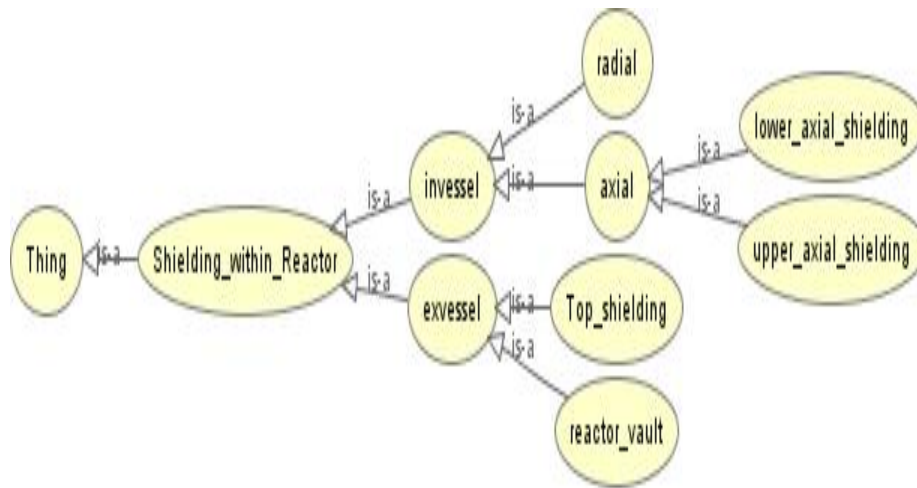 radial
is-a
lower_axial_shielding
is-a
invessel
is-a
axial
is-a
is-a
upper_axial_shielding
Thing
is-a
Shielding_within_Reactor
is-a
exvessel
is-a
Top_shielding
is-a
reactor_vault